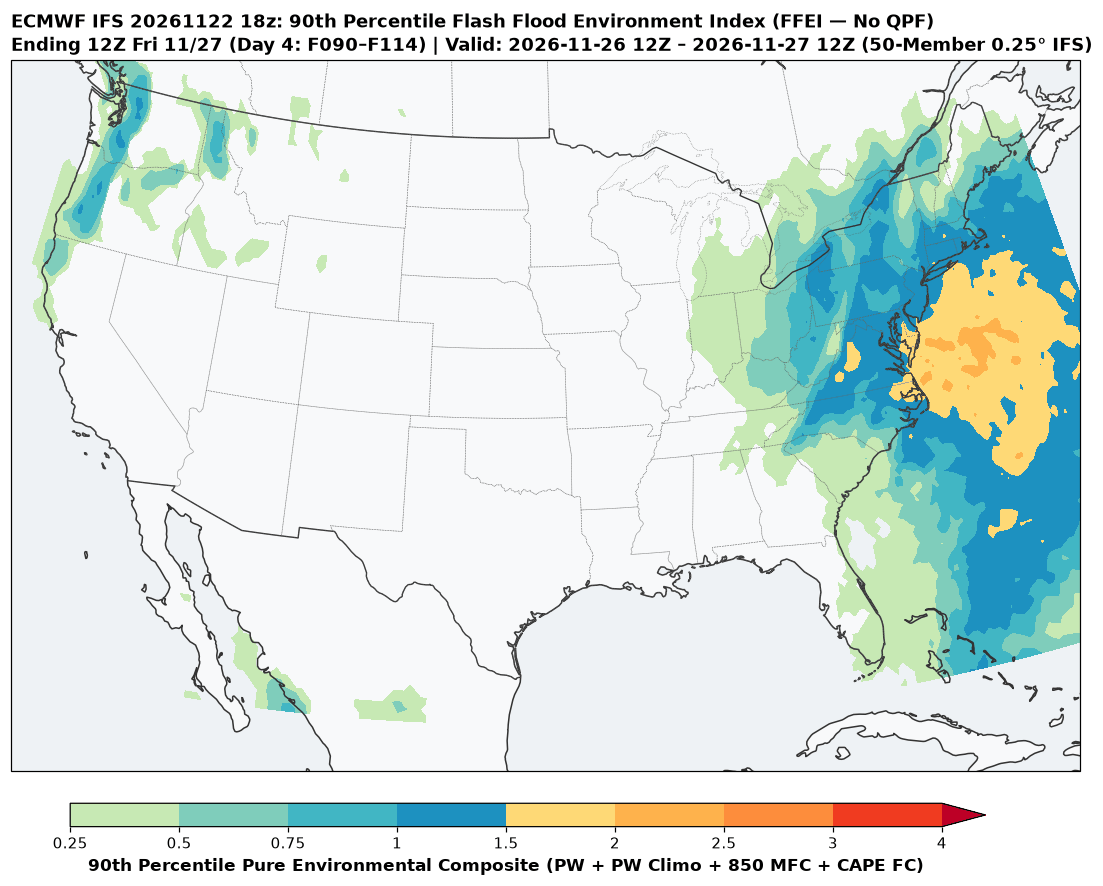 ECMWF IFS 20261122 18z: 90th Percentile Flash Flood Environment Index (FFEI — No QPF)
Ending 12Z Fri 11/27 (Day 4: F090–F114) | Valid: 2026-11-26 12Z – 2026-11-27 12Z (50-Member 0.25° IFS)
0.25 0.5 0.75 1 1.5 2 2.5 3 4
90th Percentile Pure Environmental Composite (PW + PW Climo + 850 MFC + CAPE FC)